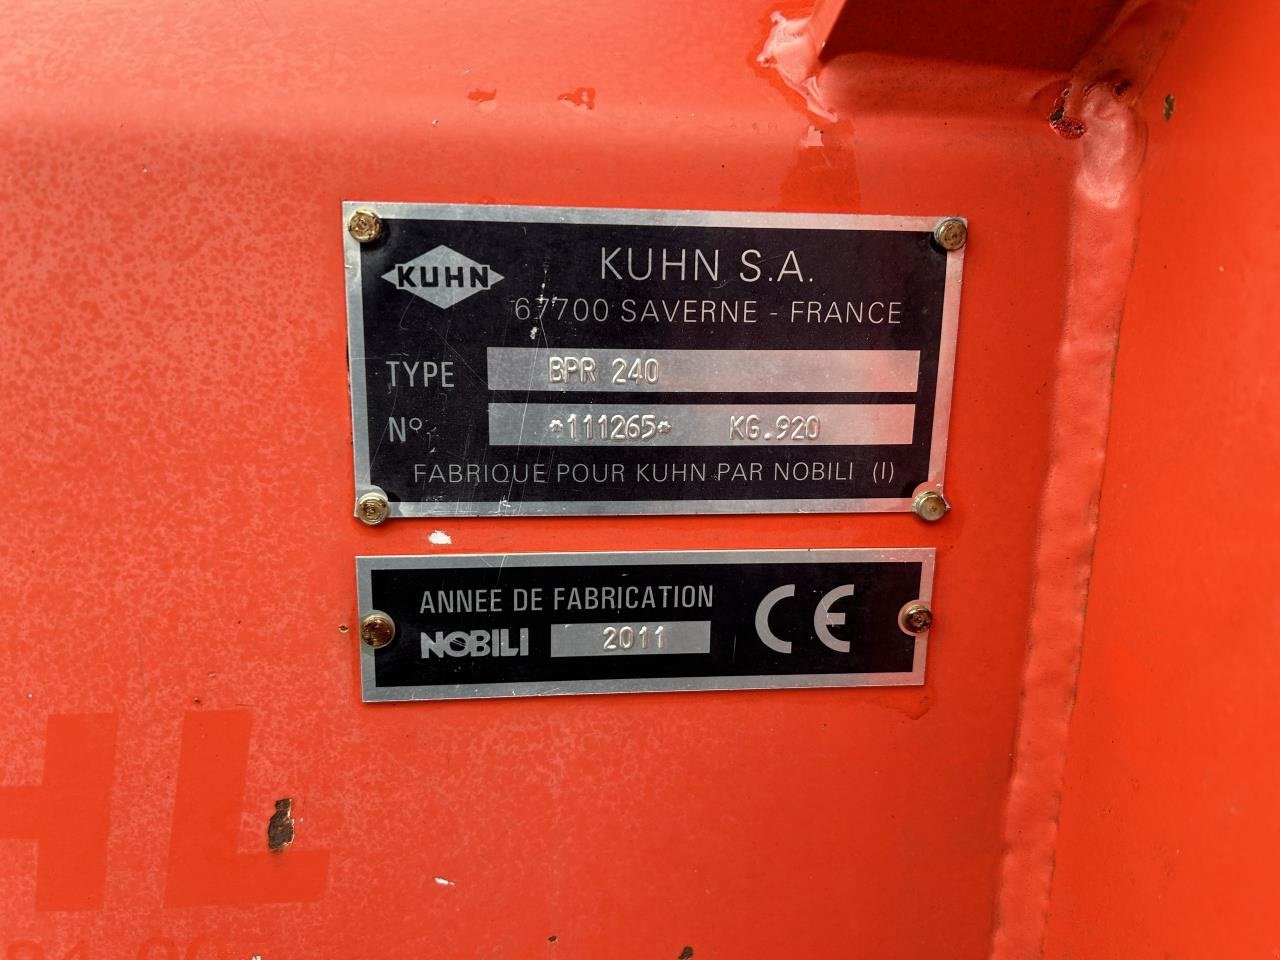 KUHN
KUHN S.A.
67700 SAVERNE - FRANCE
TYPE BPR 240
N° *111265* KG.920
FABRIQUE POUR KUHN PAR NOBILI (I)
ANNEE DE FABRICATION
NOBILI 2011 CE
HL